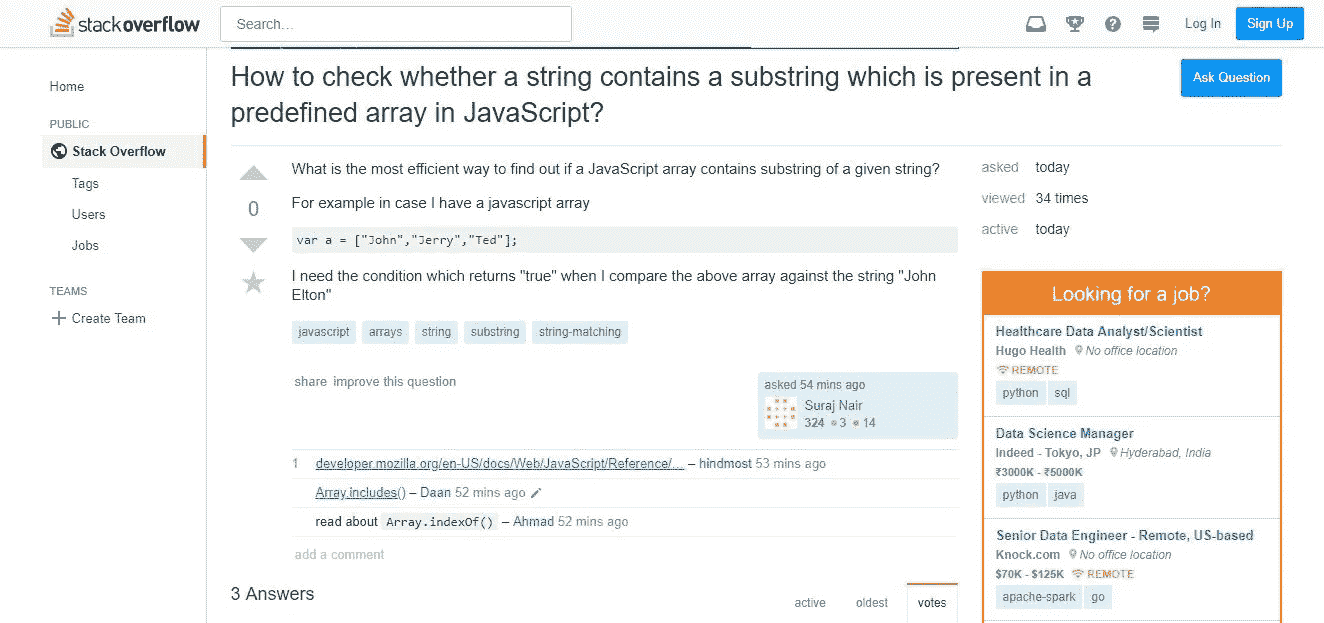 stackoverflow
Search...
Log In
Sign Up
Home
PUBLIC
Stack Overflow
Tags
Users
Jobs
TEAMS
Create Team
How to check whether a string contains a substring which is present in a
predefined array in JavaScript?
Ask Question
0
What is the most efficient way to find out if a JavaScript array contains substring of a given string?
For example in case I have a javascript array
var a = ["John","Jerry","Ted"];
I need the condition which returns "true" when I compare the above array against the string "John
Elton"
javascript arrays string substring string-matching
share improve this question
asked 54 mins ago
Suraj Nair
324 3 14
1 developer.mozilla.org/en-US/docs/Web/JavaScript/Reference/... – hindmost 53 mins ago
Array.includes() – Daan 52 mins ago
read about Array.indexOf() – Ahmad 52 mins ago
add a comment
3 Answers
active oldest votes
asked today
viewed 34 times
active today
Looking for a job?
Healthcare Data Analyst/Scientist
Hugo Health No office location
REMOTE
python sql
Data Science Manager
Indeed - Tokyo, JP Hyderabad, India
₹3000K - ₹5000K
python java
Senior Data Engineer - Remote, US-based
Knock.com No office location
$70K - $125K REMOTE
apache-spark go